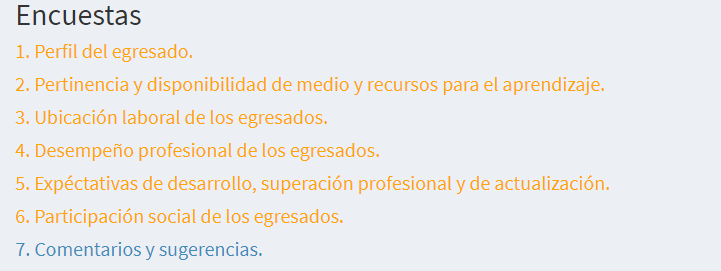 Encuestas
1. Perfil del egresado.
2. Pertinencia y disponibilidad de medio y recursos para el aprendizaje.
3. Ubicación laboral de los egresados.
4. Desempeño profesional de los egresados.
5. Expéctativas de desarrollo, superación profesional y de actualización.
6. Participación social de los egresados.
7. Comentarios y sugerencias.